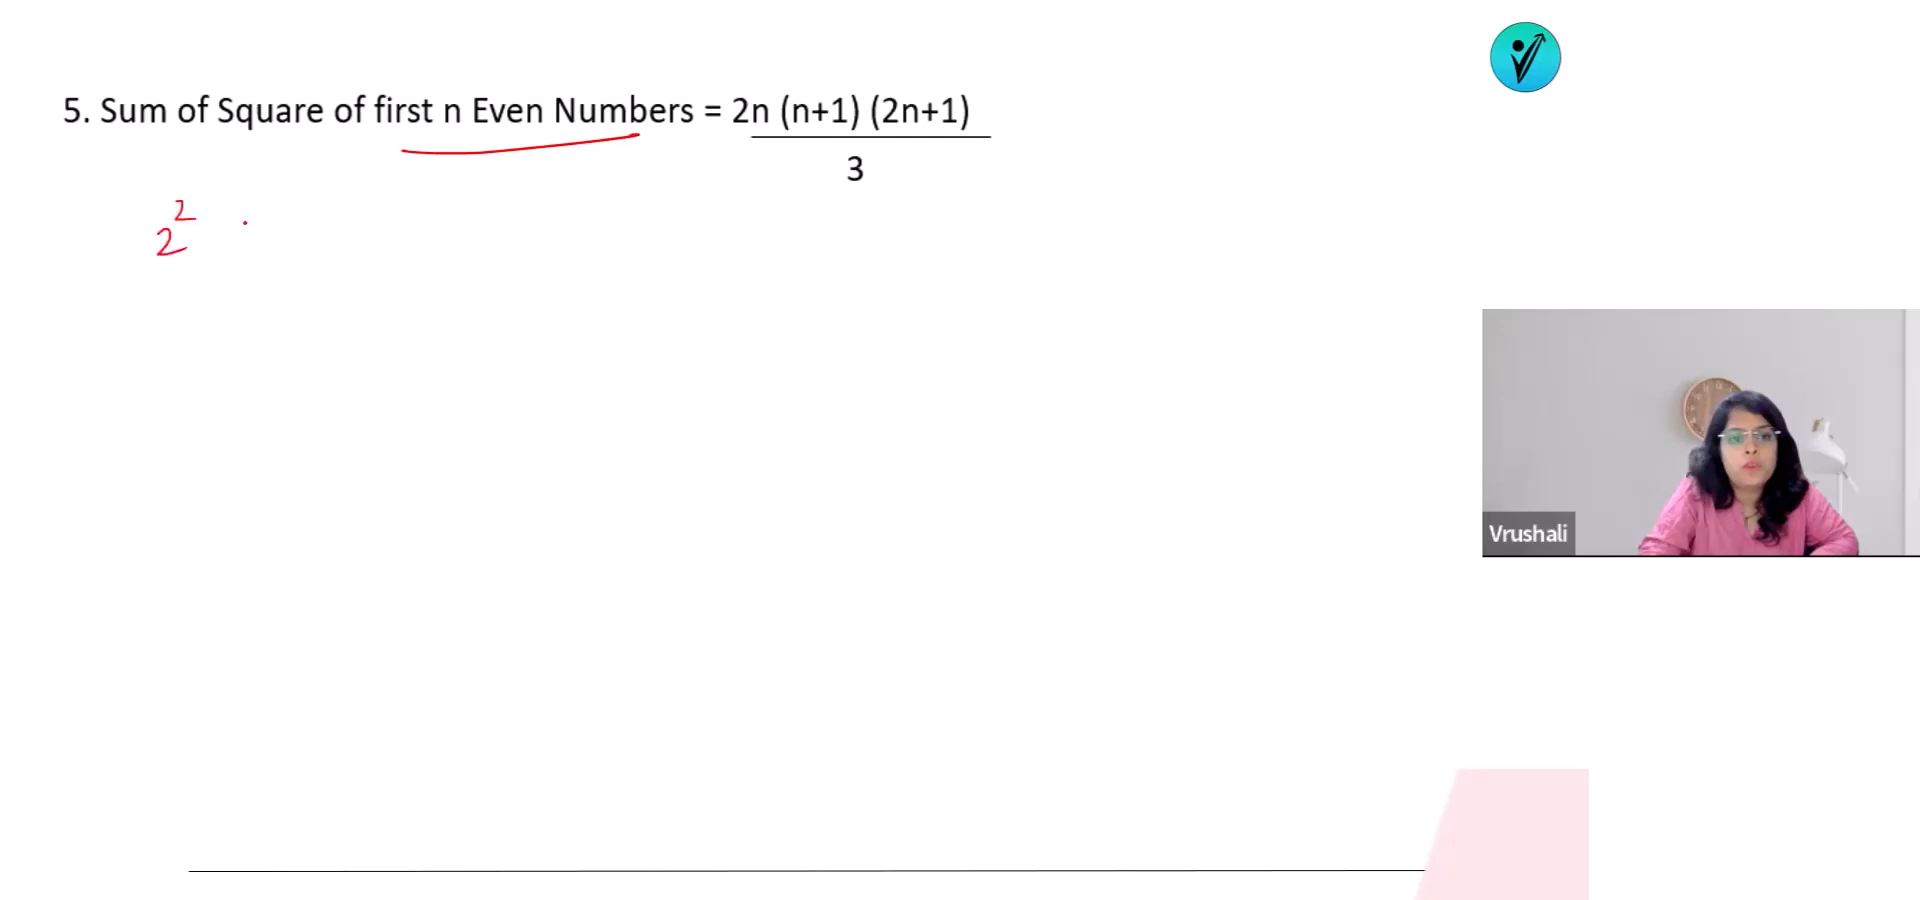 5. Sum of Square of first n Even Numbers = 2n (n+1) (2n+1)
3
2²
Vrushali